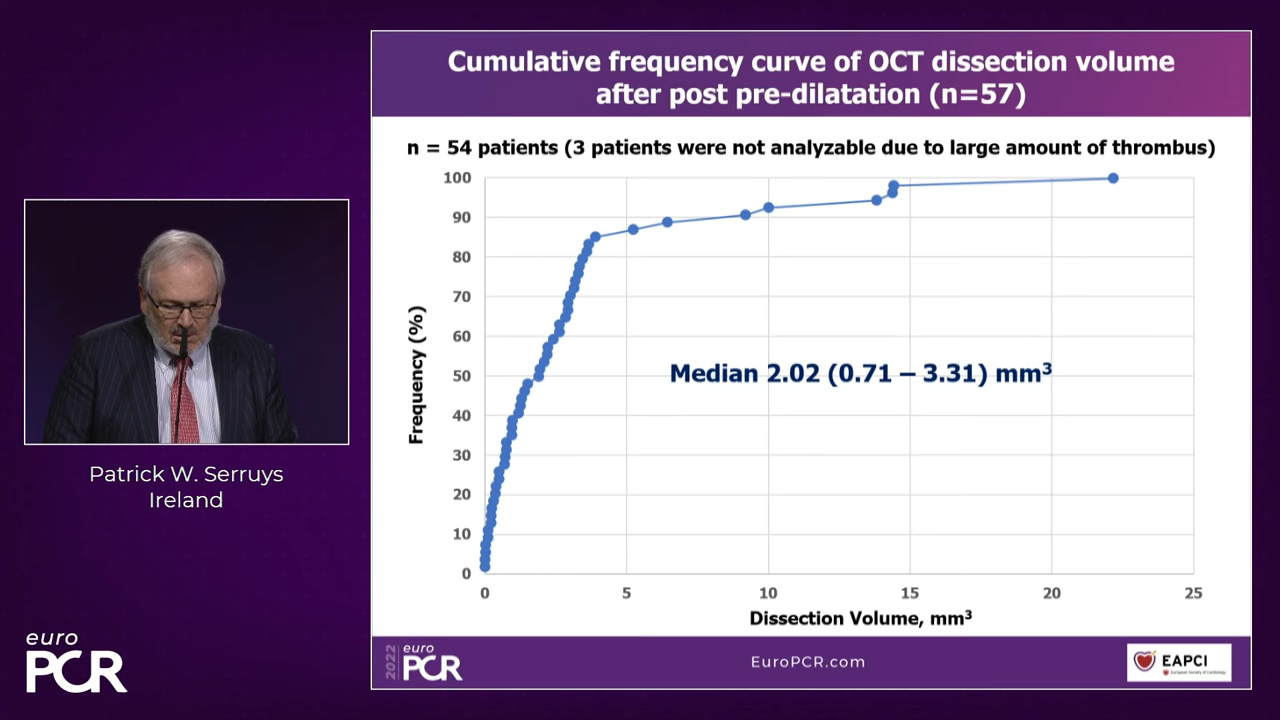 Cumulative frequency curve of OCT dissection volume
after post pre-dilatation (n=57)
n = 54 patients (3 patients were not analyzable due to large amount of thrombus)
100
90
80
70
60
50
40
30
20
10
0
Frequency (%)
Median 2.02 (0.71 – 3.31) mm³
0 5 10 15 20 25
Dissection Volume, mm³
Patrick W. Serruys
Ireland
euro
PCR
2022
euro
PCR
EuroPCR.com
EAPCI